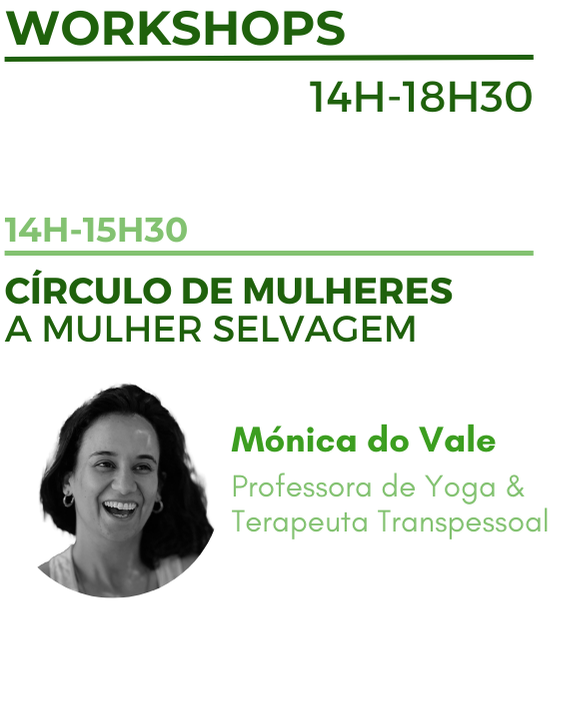 WORKSHOPS
14H-18H30
14H-15H30
CÍRCULO DE MULHERES
A MULHER SELVAGEM
Mónica do Vale
Professora de Yoga &
Terapeuta Transpessoal